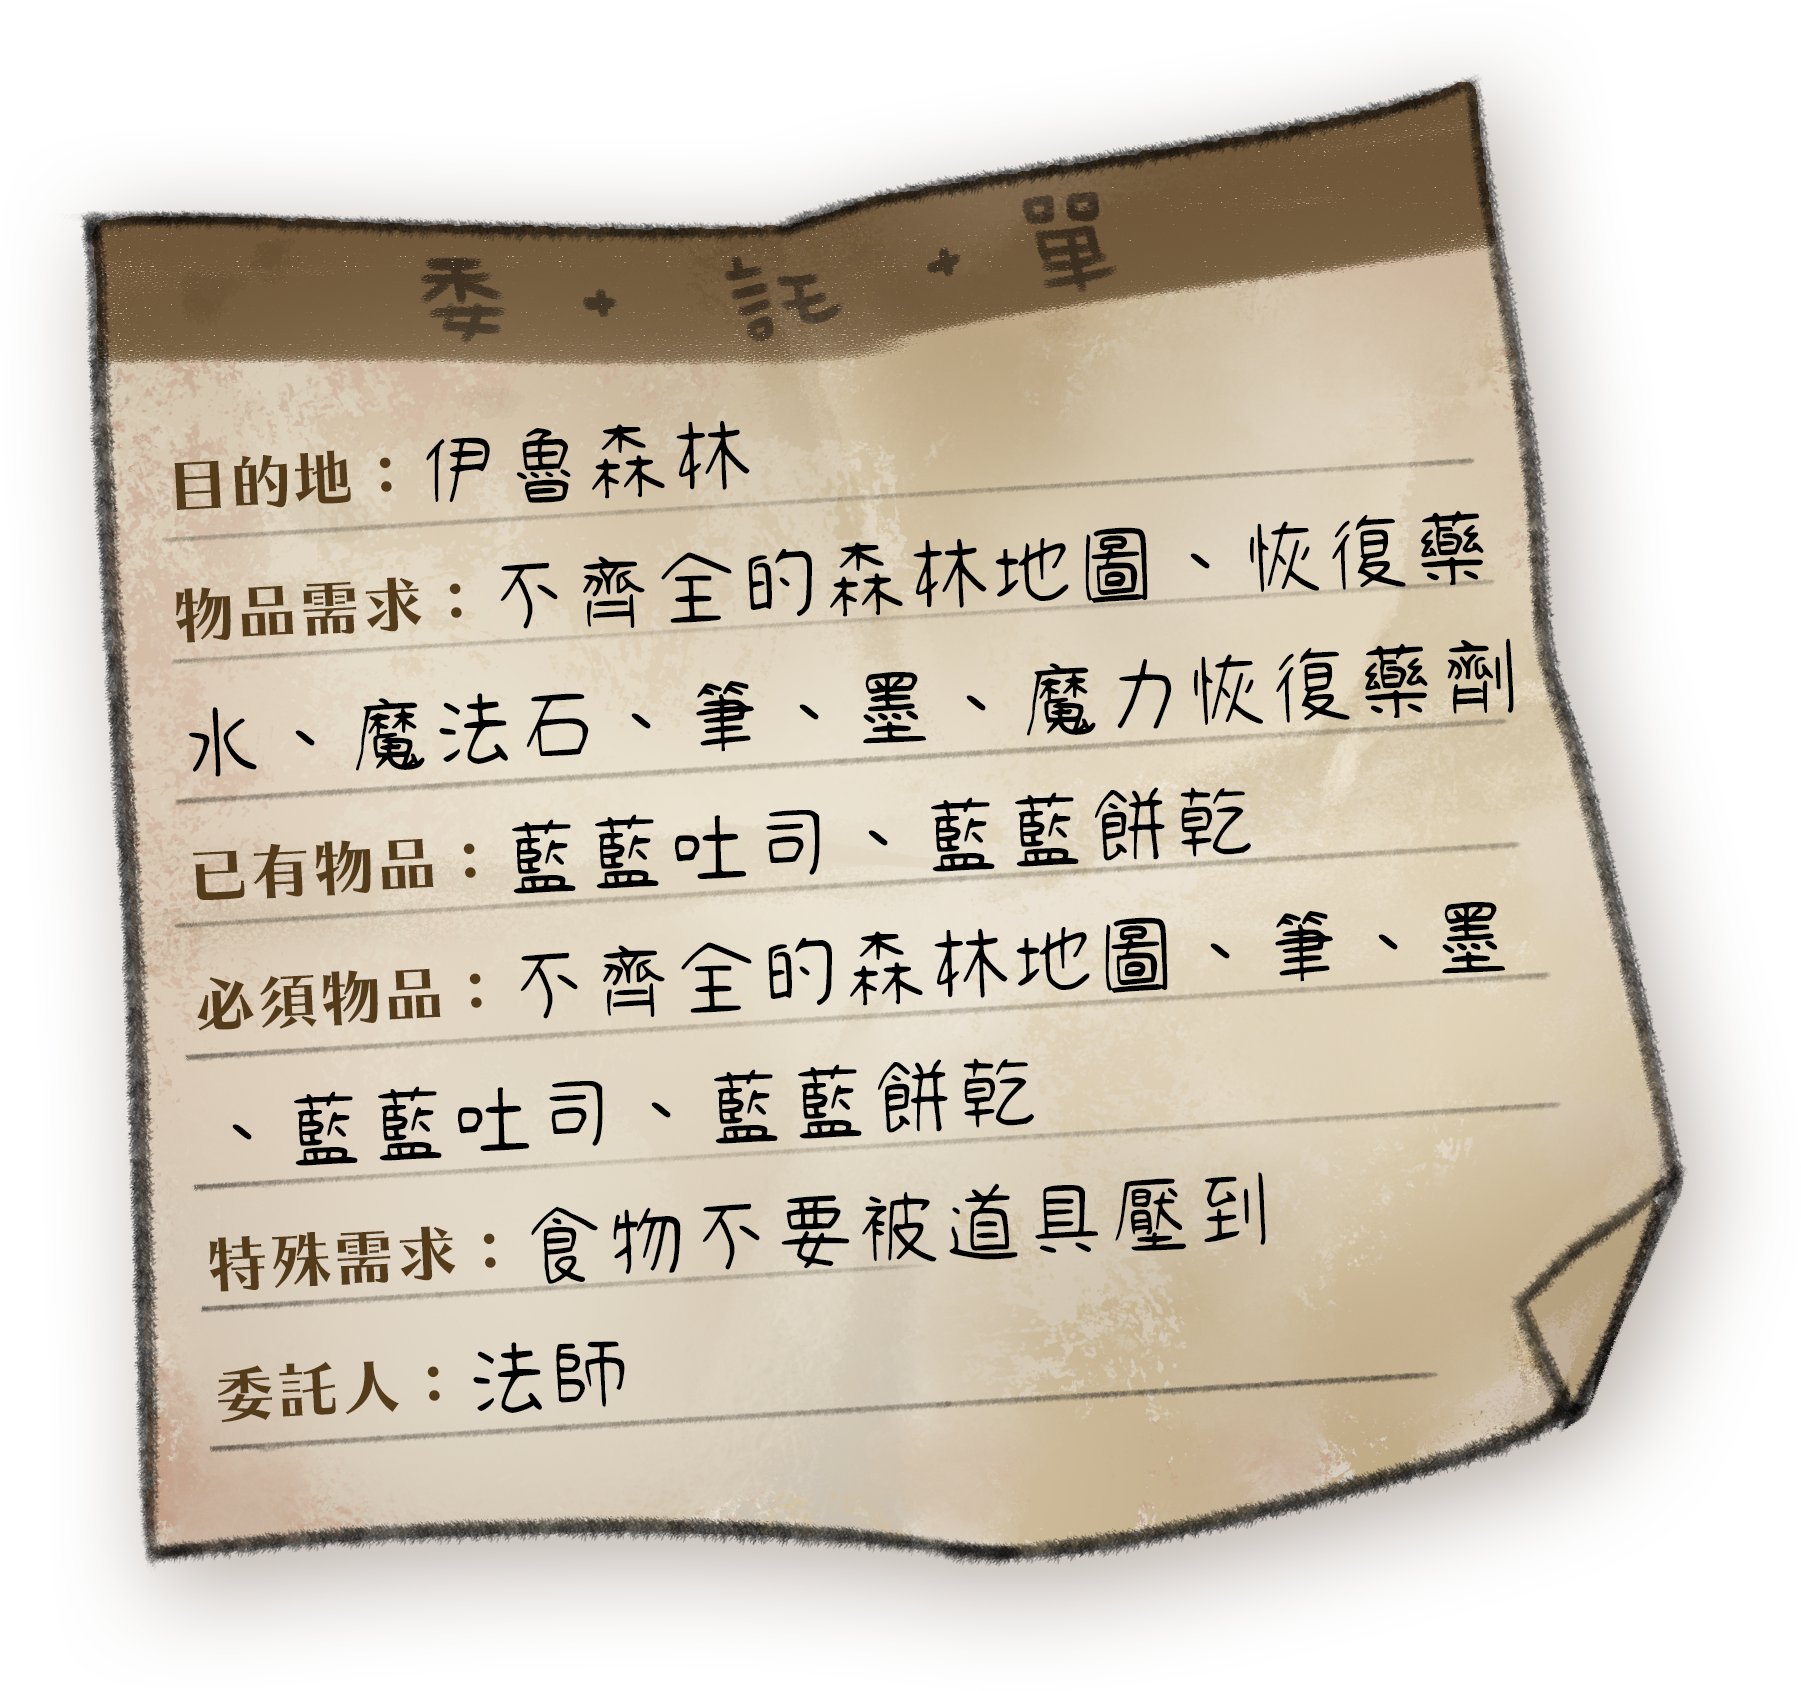 委+託+單
目的地：伊魯森林
物品需求：不齊全的森林地圖、恢復藥
水、魔法石、筆、墨、魔力恢復藥劑
已有物品：藍藍吐司、藍藍餅乾
必須物品：不齊全的森林地圖、筆、墨
、藍藍吐司、藍藍餅乾
特殊需求：食物不要被道具壓到
委託人：法師